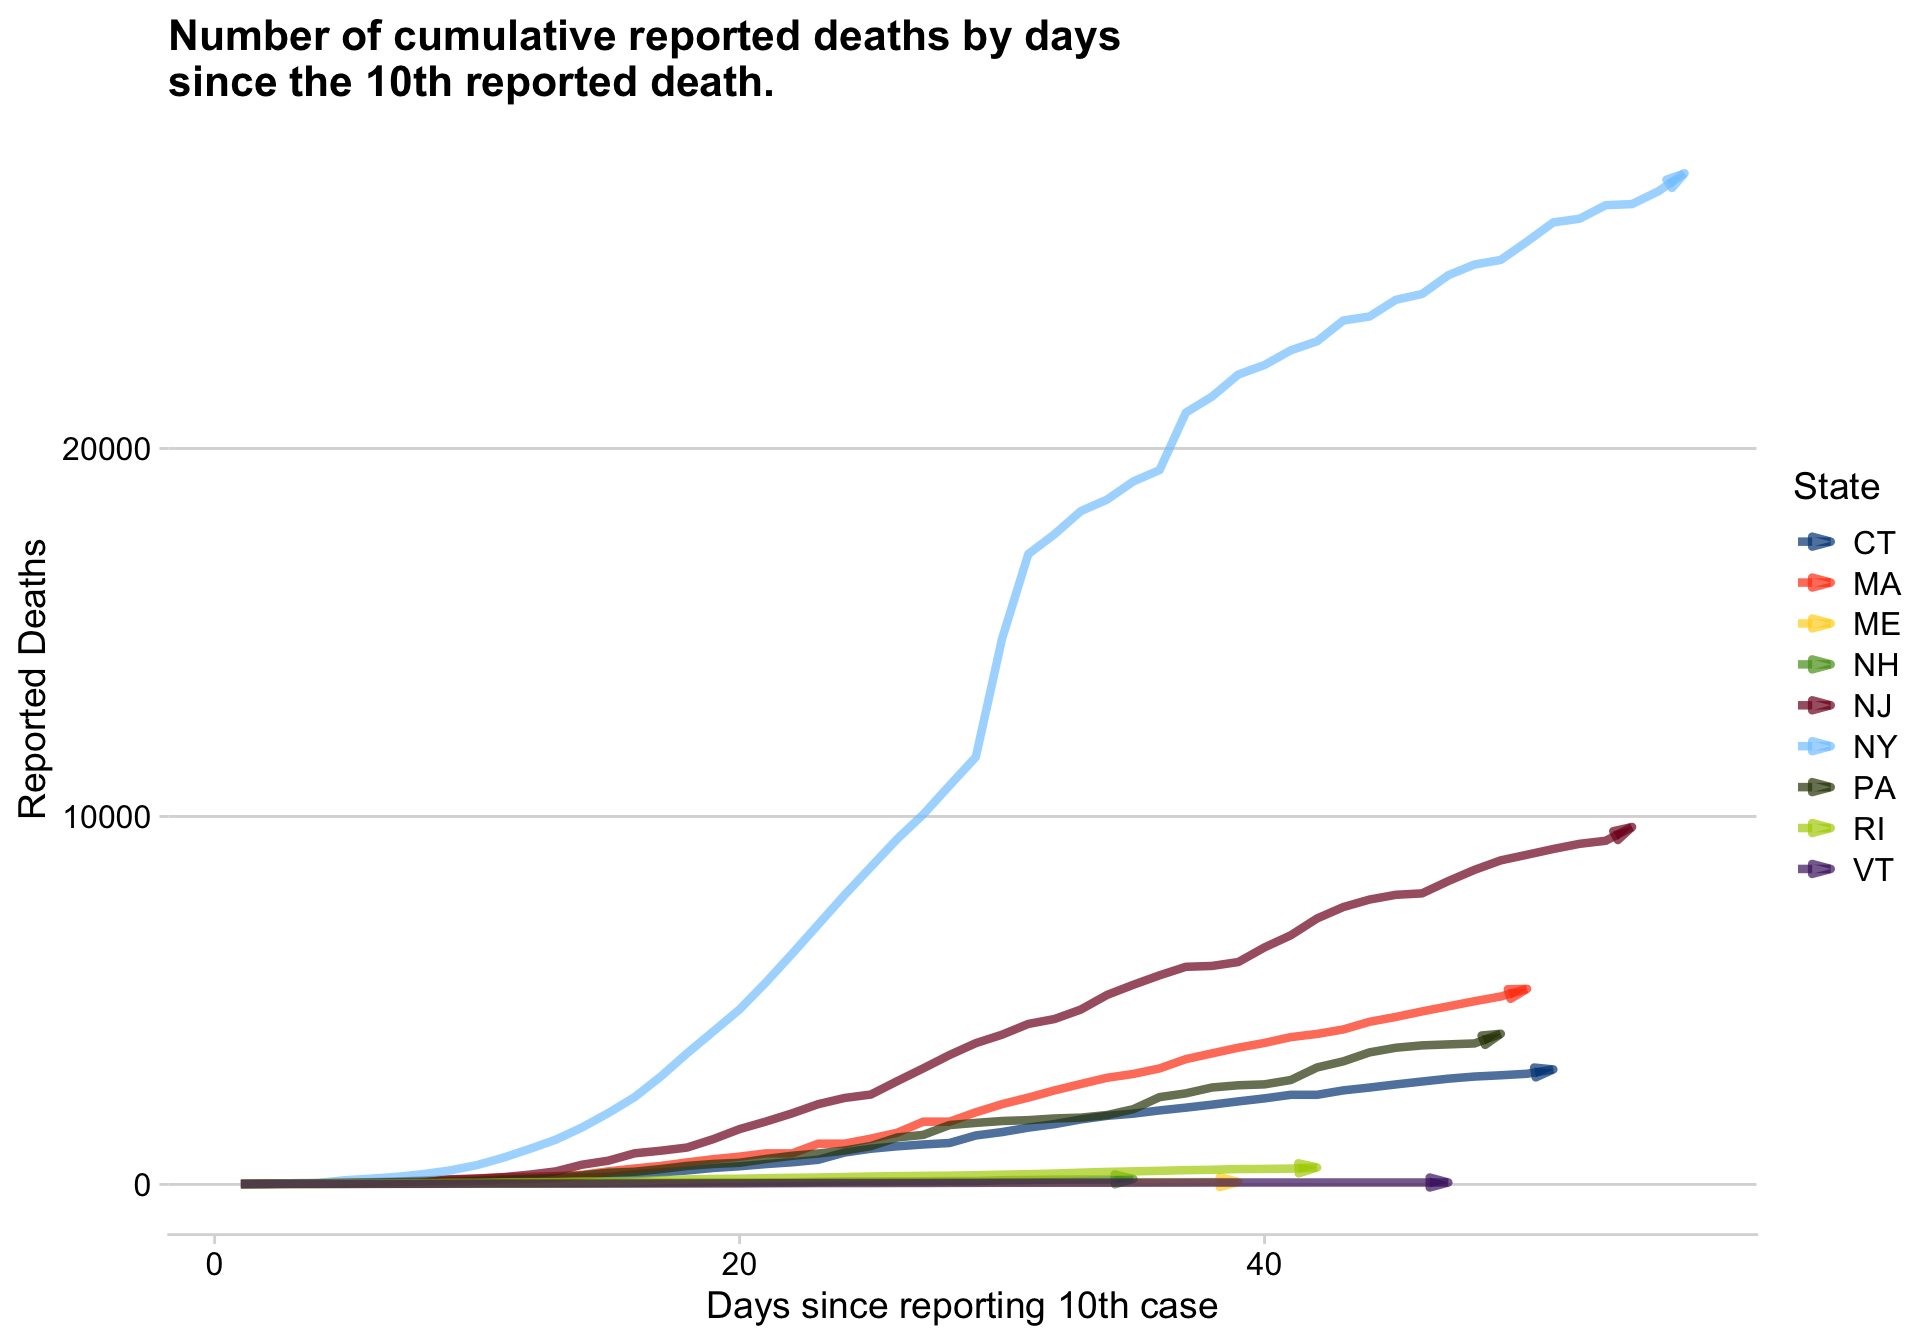 Number of cumulative reported deaths by days
since the 10th reported death.
20000
10000
0
Reported Deaths
0
20
40
Days since reporting 10th case
State
CT
MA
ME
NH
NJ
NY
PA
RI
VT